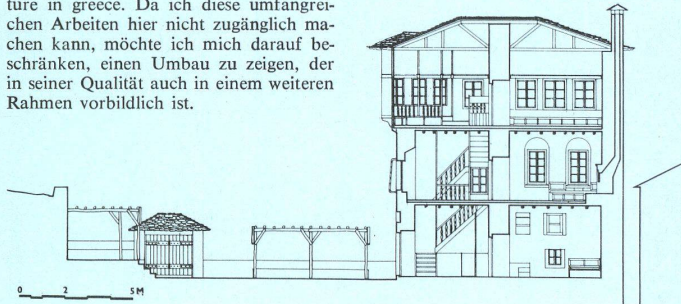 ture in greece. Da ich diese umfangrei-
chen Arbeiten hier nicht zugänglich ma-
chen kann, möchte ich mich darauf be-
schränken, einen Umbau zu zeigen, der
in seiner Qualität auch in einem weiteren
Rahmen vorbildlich ist.
0 2 5M